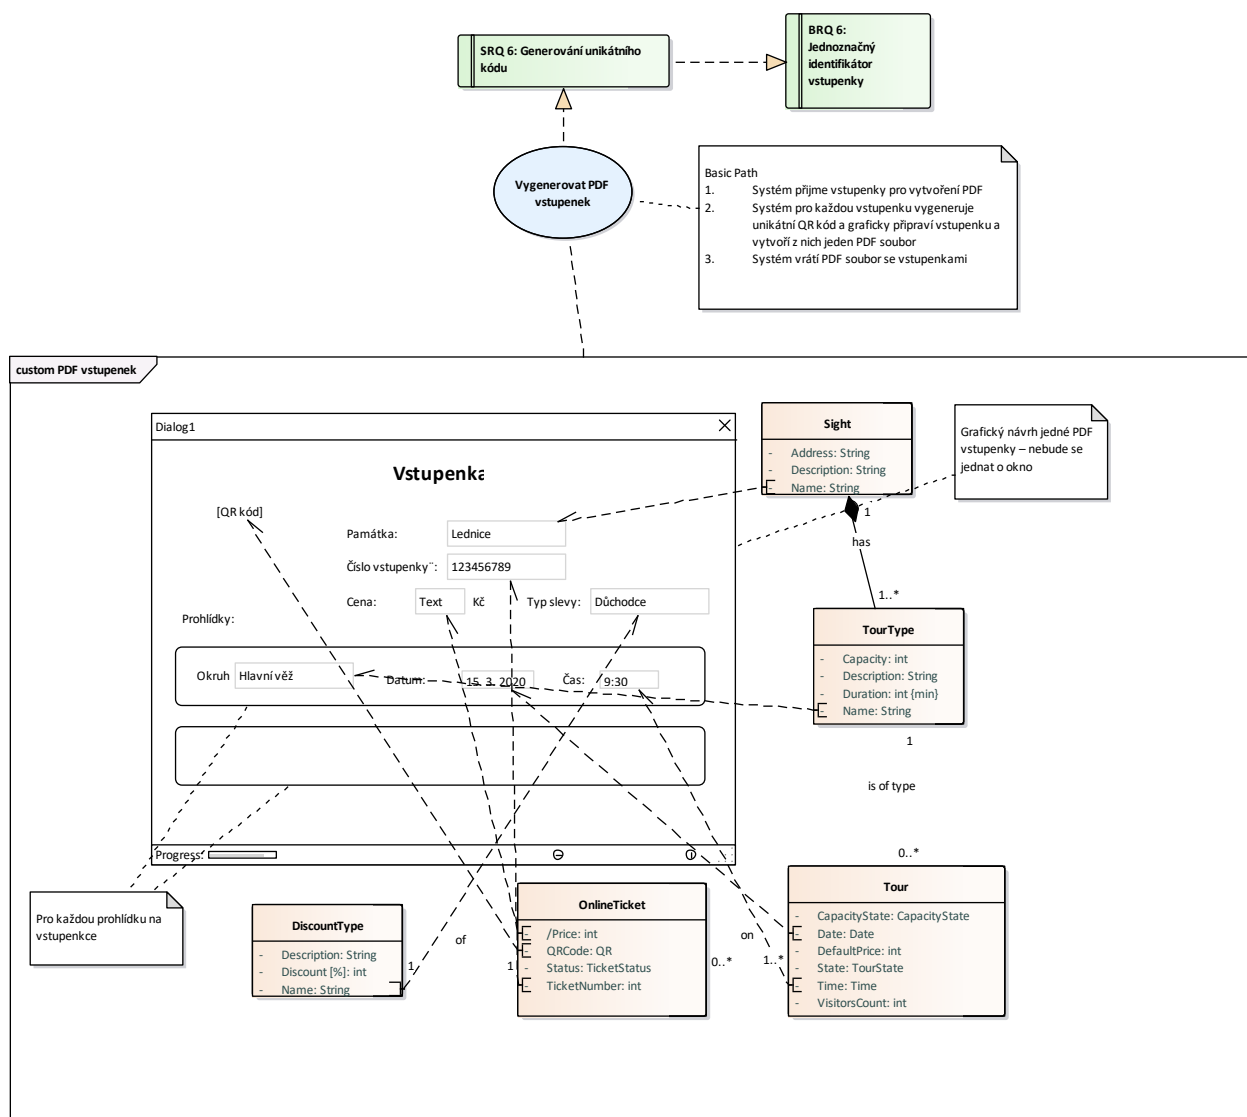 SRQ 6: Generování unikátního
kódu
BRQ 6:
Jednoznačný
identifikátor
vstupenky
Vygenerovat PDF
vstupenek
Basic Path
1. Systém přijme vstupenky pro vytvoření PDF
2. Systém pro každou vstupenku vygeneruje
unikátní QR kód a graficky připraví vstupenku a
vytvoří z nich jeden PDF soubor
3. Systém vrátí PDF soubor se vstupenkami
custom PDF vstupenek
Dialog1
Vstupenka
[QR kód]
Památka:
Lednice
Číslo vstupenky¨:
123456789
Cena:
Text
Kč
Typ slevy:
Důchodce
Prohlídky:
Okruh
Hlavní věž
Datum:
15. 3. 2020
Čas:
9:30
Progress:
Sight
- Address: String
- Description: String
- Name: String
Grafický návrh jedné PDF
vstupenky – nebude se
jednat o okno
1
has
1..*
TourType
- Capacity: int
- Description: String
- Duration: int {min}
- Name: String
1
is of type
0..*
Pro každou prohlídku na
vstupenkce
DiscountType
- Description: String
- Discount [%]: int
- Name: String
1
of
1
OnlineTicket
- /Price: int
- QRCode: QR
- Status: TicketStatus
- TicketNumber: int
0..*
on
1..*
Tour
- CapacityState: CapacityState
- Date: Date
- DefaultPrice: int
- State: TourState
- Time: Time
- VisitorsCount: int